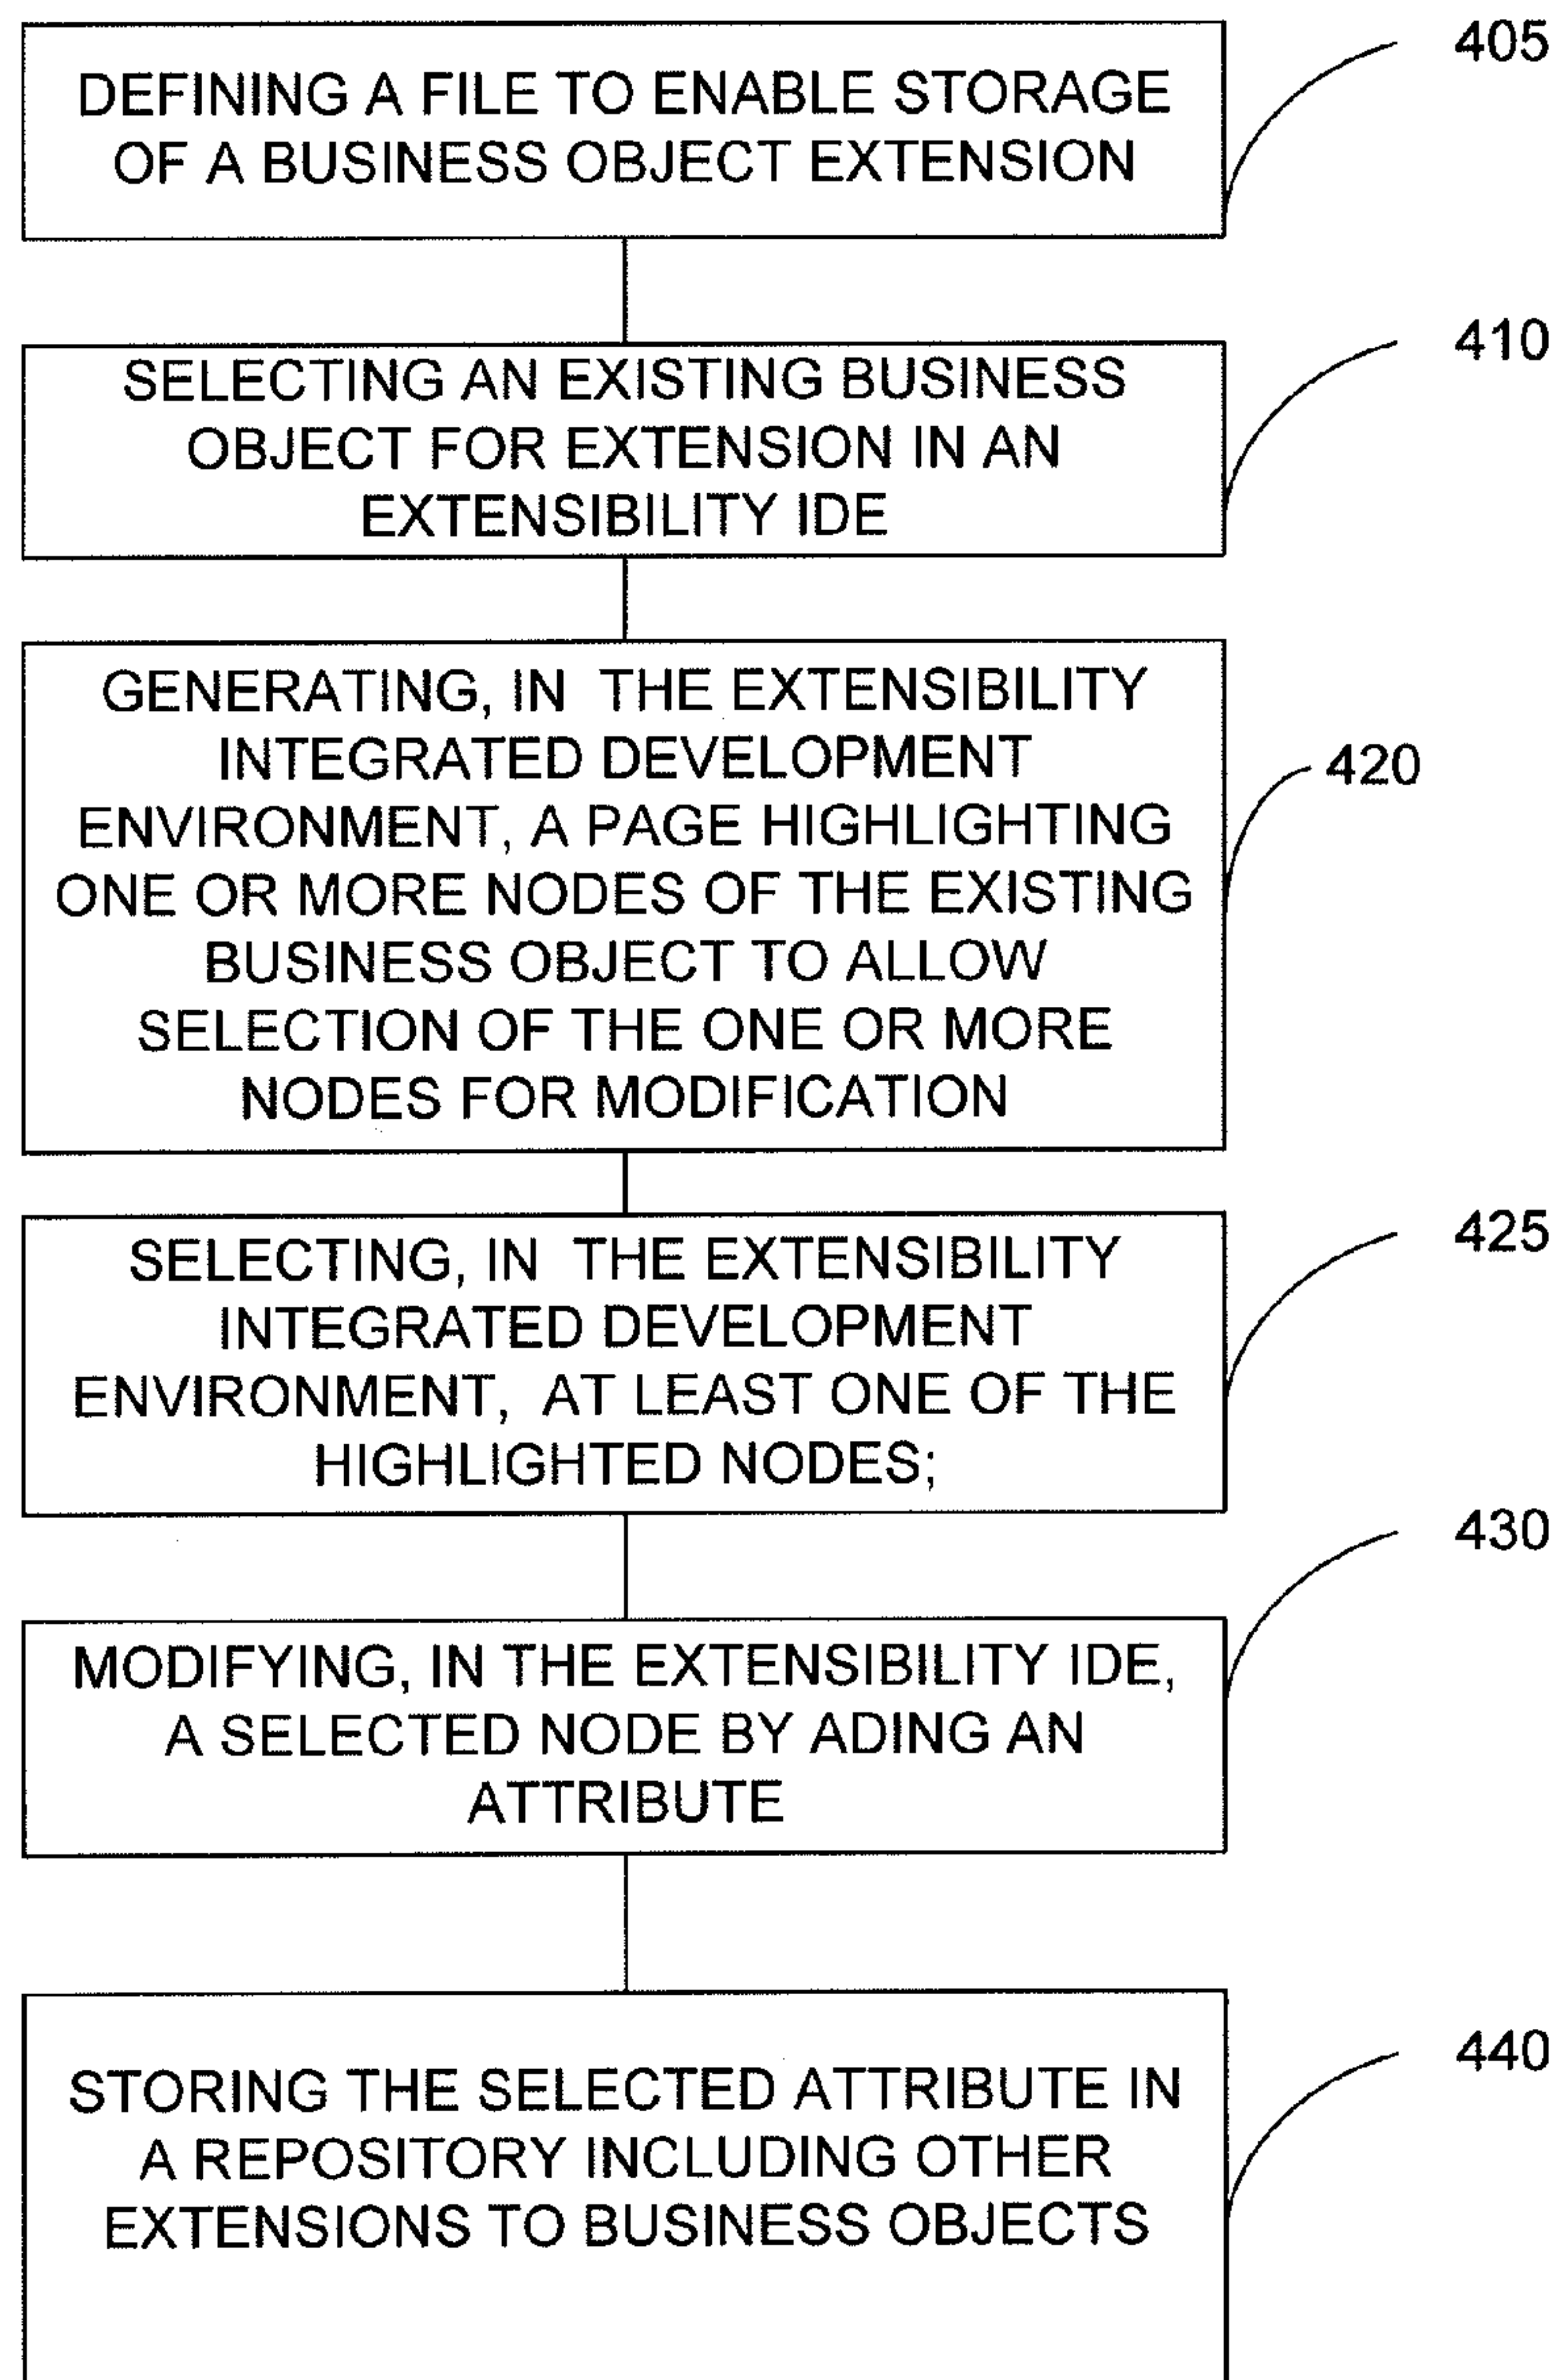 405
DEFINING A FILE TO ENABLE STORAGE
OF A BUSINESS OBJECT EXTENSION
410
SELECTING AN EXISTING BUSINESS
OBJECT FOR EXTENSION IN AN
EXTENSIBILITY IDE
GENERATING, IN THE EXTENSIBILITY
INTEGRATED DEVELOPMENT
ENVIRONMENT, A PAGE HIGHLIGHTING
ONE OR MORE NODES OF THE EXISTING
BUSINESS OBJECT TO ALLOW
SELECTION OF THE ONE OR MORE
NODES FOR MODIFICATION
420
SELECTING, IN THE EXTENSIBILITY
INTEGRATED DEVELOPMENT
ENVIRONMENT, AT LEAST ONE OF THE
HIGHLIGHTED NODES;
425
430
MODIFYING, IN THE EXTENSIBILITY IDE,
A SELECTED NODE BY ADING AN
ATTRIBUTE
440
STORING THE SELECTED ATTRIBUTE IN
A REPOSITORY INCLUDING OTHER
EXTENSIONS TO BUSINESS OBJECTS